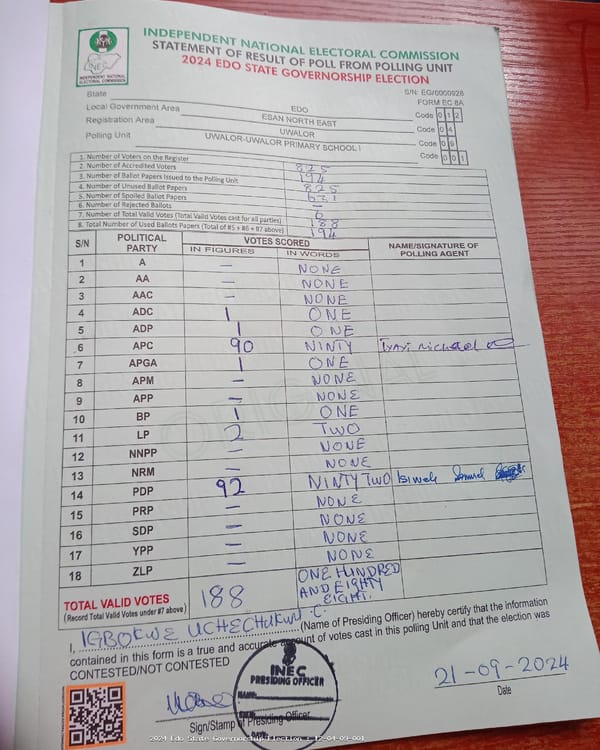 INDEPENDENT NATIONAL ELECTORAL COMMISSION
STATEMENT OF RESULT OF POLL FROM POLLING UNIT
2024 EDO STATE GOVERNORSHIP ELECTION
INEC
INDEPENDENT NATIONAL ELECTORAL COMMISSION
S/N: EG/0000928
FORM EC 8A
State EDO Code 0 1 2
Local Government Area ESAN NORTH EAST Code 0 4
Registration Area UWALOR Code 0 9
Polling Unit UWALOR-UWALOR PRIMARY SCHOOL I Code 0 0 1
1. Number of Voters on the Register 825
2. Number of Accredited Voters 194
3. Number of Ballot Papers Issued to the Polling Unit 825
4. Number of Unused Ballot Papers 631
5. Number of Spoiled Ballot Papers –
6. Number of Rejected Ballots 6
7. Number of Total Valid Votes (Total Valid Votes cast for all parties) 188
8. Total Number of Used Ballots Papers (Total of #5 + #6 + #7 above) 194
S/N POLITICAL PARTY VOTES SCORED NAME/SIGNATURE OF POLLING AGENT
IN FIGURES IN WORDS
1 A – NONE
2 AA – NONE
3 AAC – NONE
4 ADC 1 ONE
5 ADP 1 ONE
6 APC 90 NINTY
7 APGA 1 ONE
8 APM – NONE
9 APP – NONE
10 BP 1 ONE
11 LP 2 TWO
12 NNPP – NONE
13 NRM – NONE
14 PDP 92 NINTY TWO
15 PRP – NONE
16 SDP – NONE
17 YPP – NONE
18 ZLP – NONE
TOTAL VALID VOTES 188 ONE HUNDRED AND EIGHTY EIGHT.
(Record Total Valid Votes under #7 above)
I, IGBOKWE UCHECHUKWU .C. (Name of Presiding Officer) hereby certify that the information
contained in this form is a true and accurate account of votes cast in this polling Unit and that the election was
CONTESTED/NOT CONTESTED
INEC
PRESIDING OFFICER
NAME:
DATE:
Sign/Stamp of Presiding Officer
21-09-2024
Date
2024 Edo State Governorship Election - 12-04-09-001